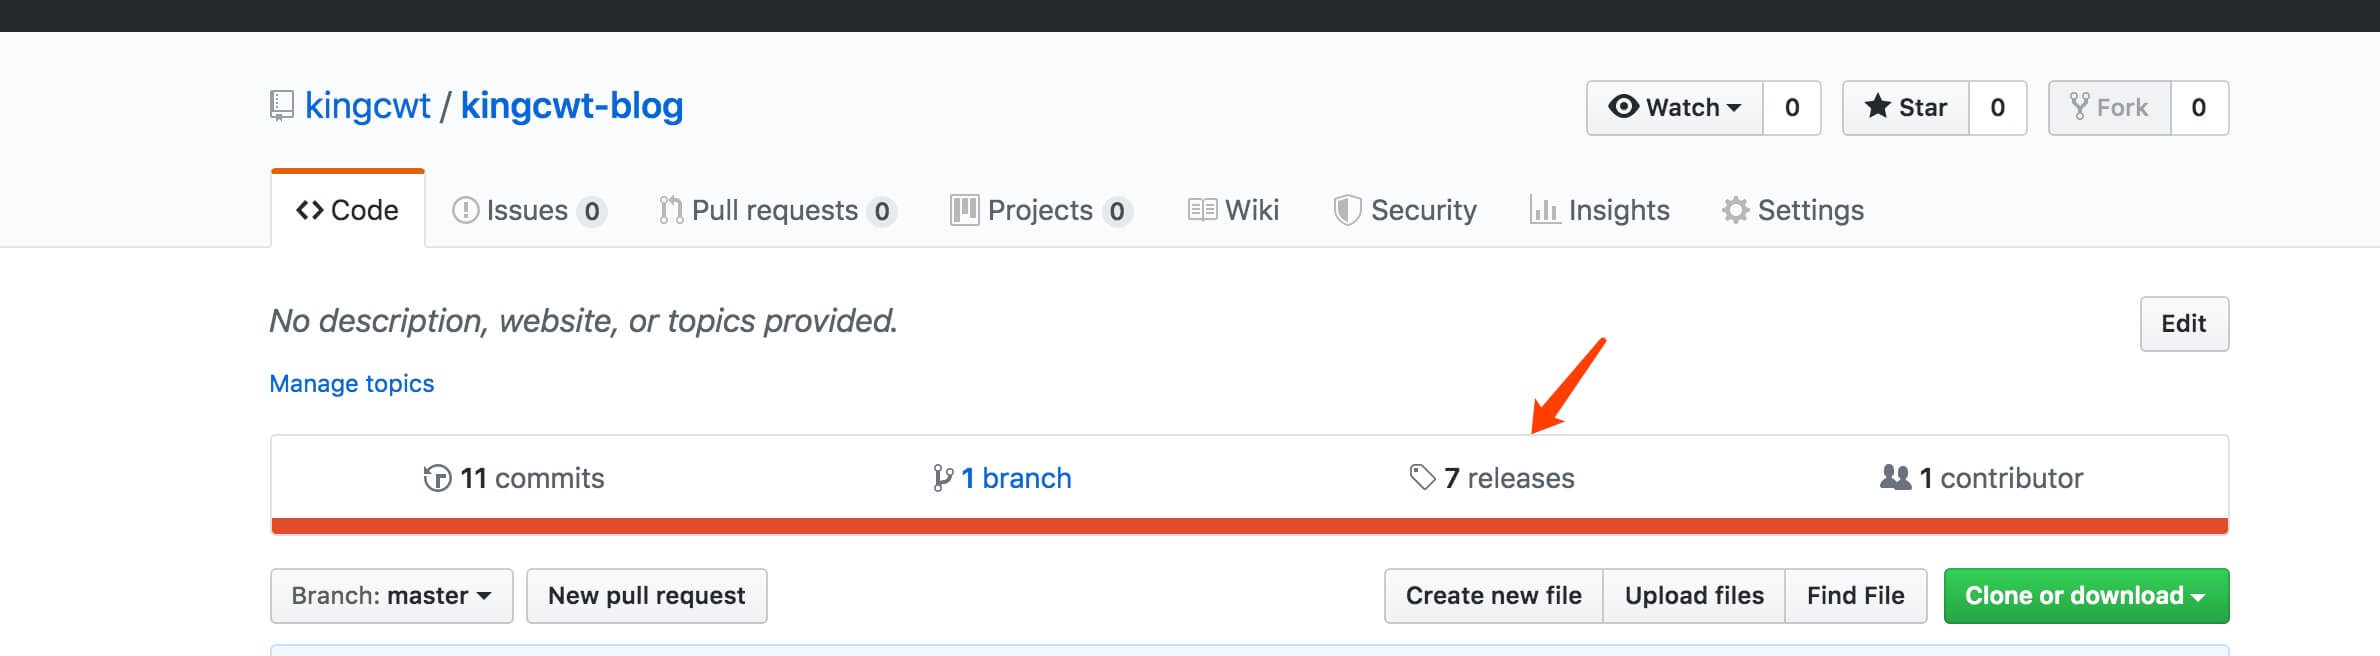 kingcwt / kingcwt-blog Watch 0 Star 0 Fork 0
Code Issues 0 Pull requests 0 Projects 0 Wiki Security Insights Settings
No description, website, or topics provided. Edit
Manage topics
11 commits 1 branch 7 releases 1 contributor
Branch: master New pull request Create new file Upload files Find File Clone or download